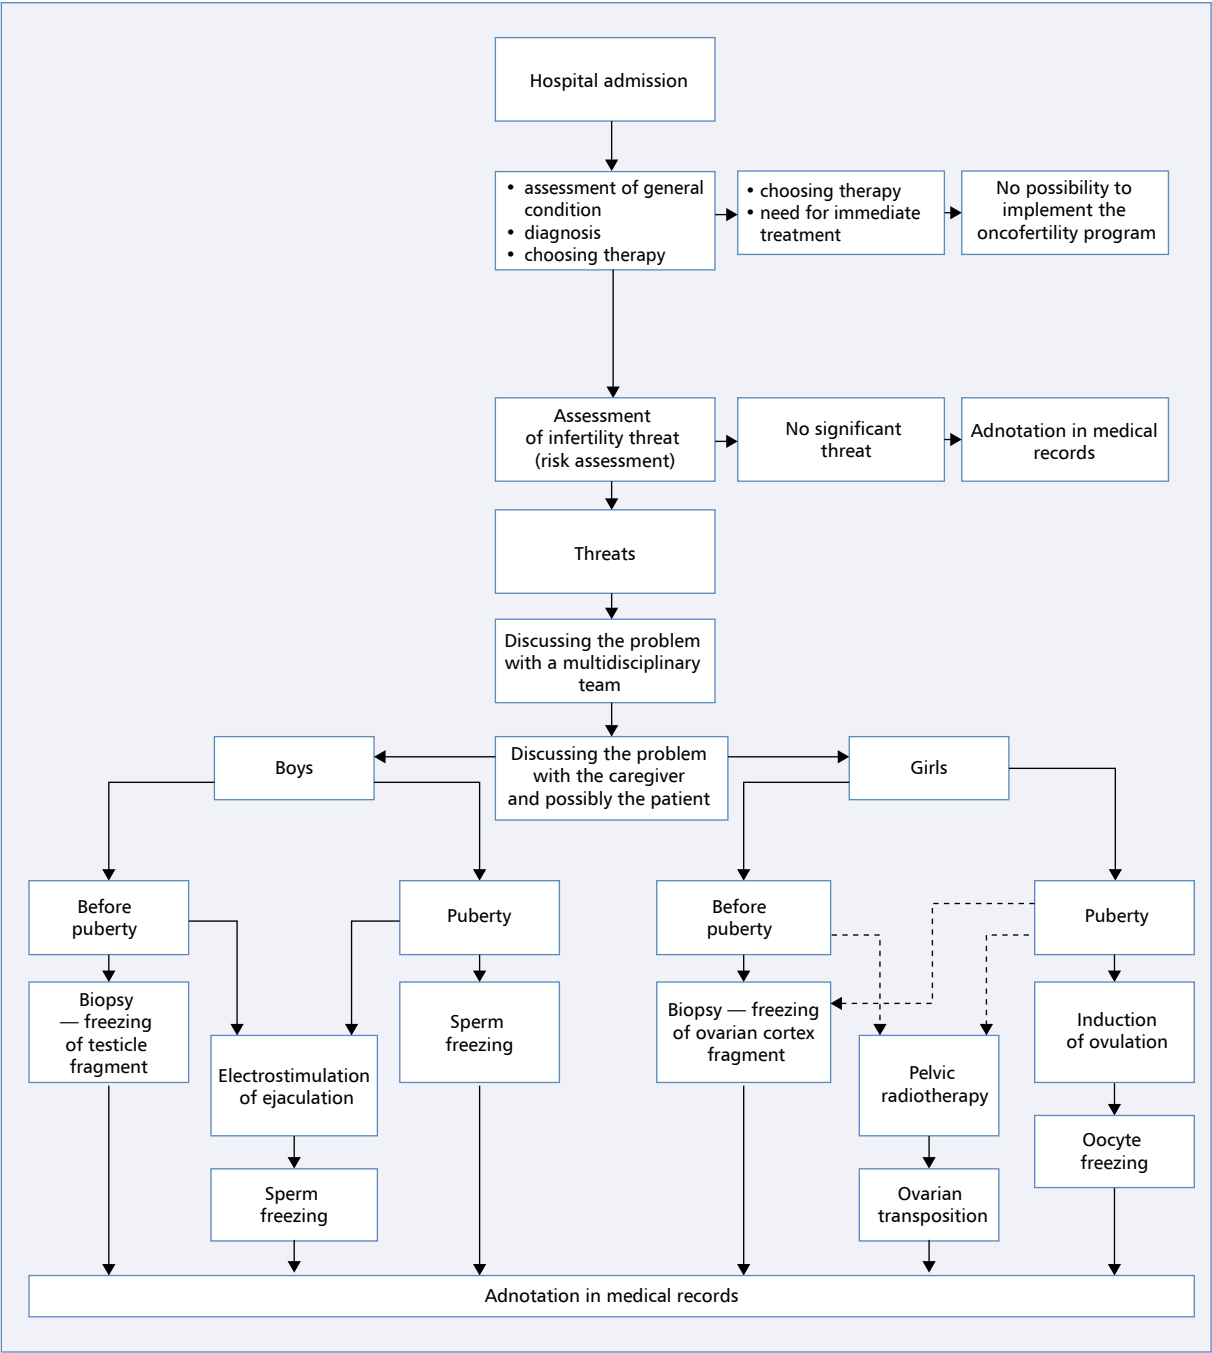 Hospital admission
• assessment of general
condition
• diagnosis
• choosing therapy
• choosing therapy
• need for immediate
treatment
No possibility to
implement the
oncofertility program
Assessment
of infertility threat
(risk assessment)
No significant
threat
Adnotation in medical
records
Threats
Discussing the problem
with a multidisciplinary
team
Boys
Discussing the problem
with the caregiver
and possibly the patient
Girls
Before
puberty
Puberty
Before
puberty
Puberty
Biopsy
— freezing
of testicle
fragment
Electrostimulation
of ejaculation
Sperm
freezing
Biopsy — freezing
of ovarian cortex
fragment
Pelvic
radiotherapy
Induction
of ovulation
Sperm
freezing
Ovarian
transposition
Oocyte
freezing
Adnotation in medical records